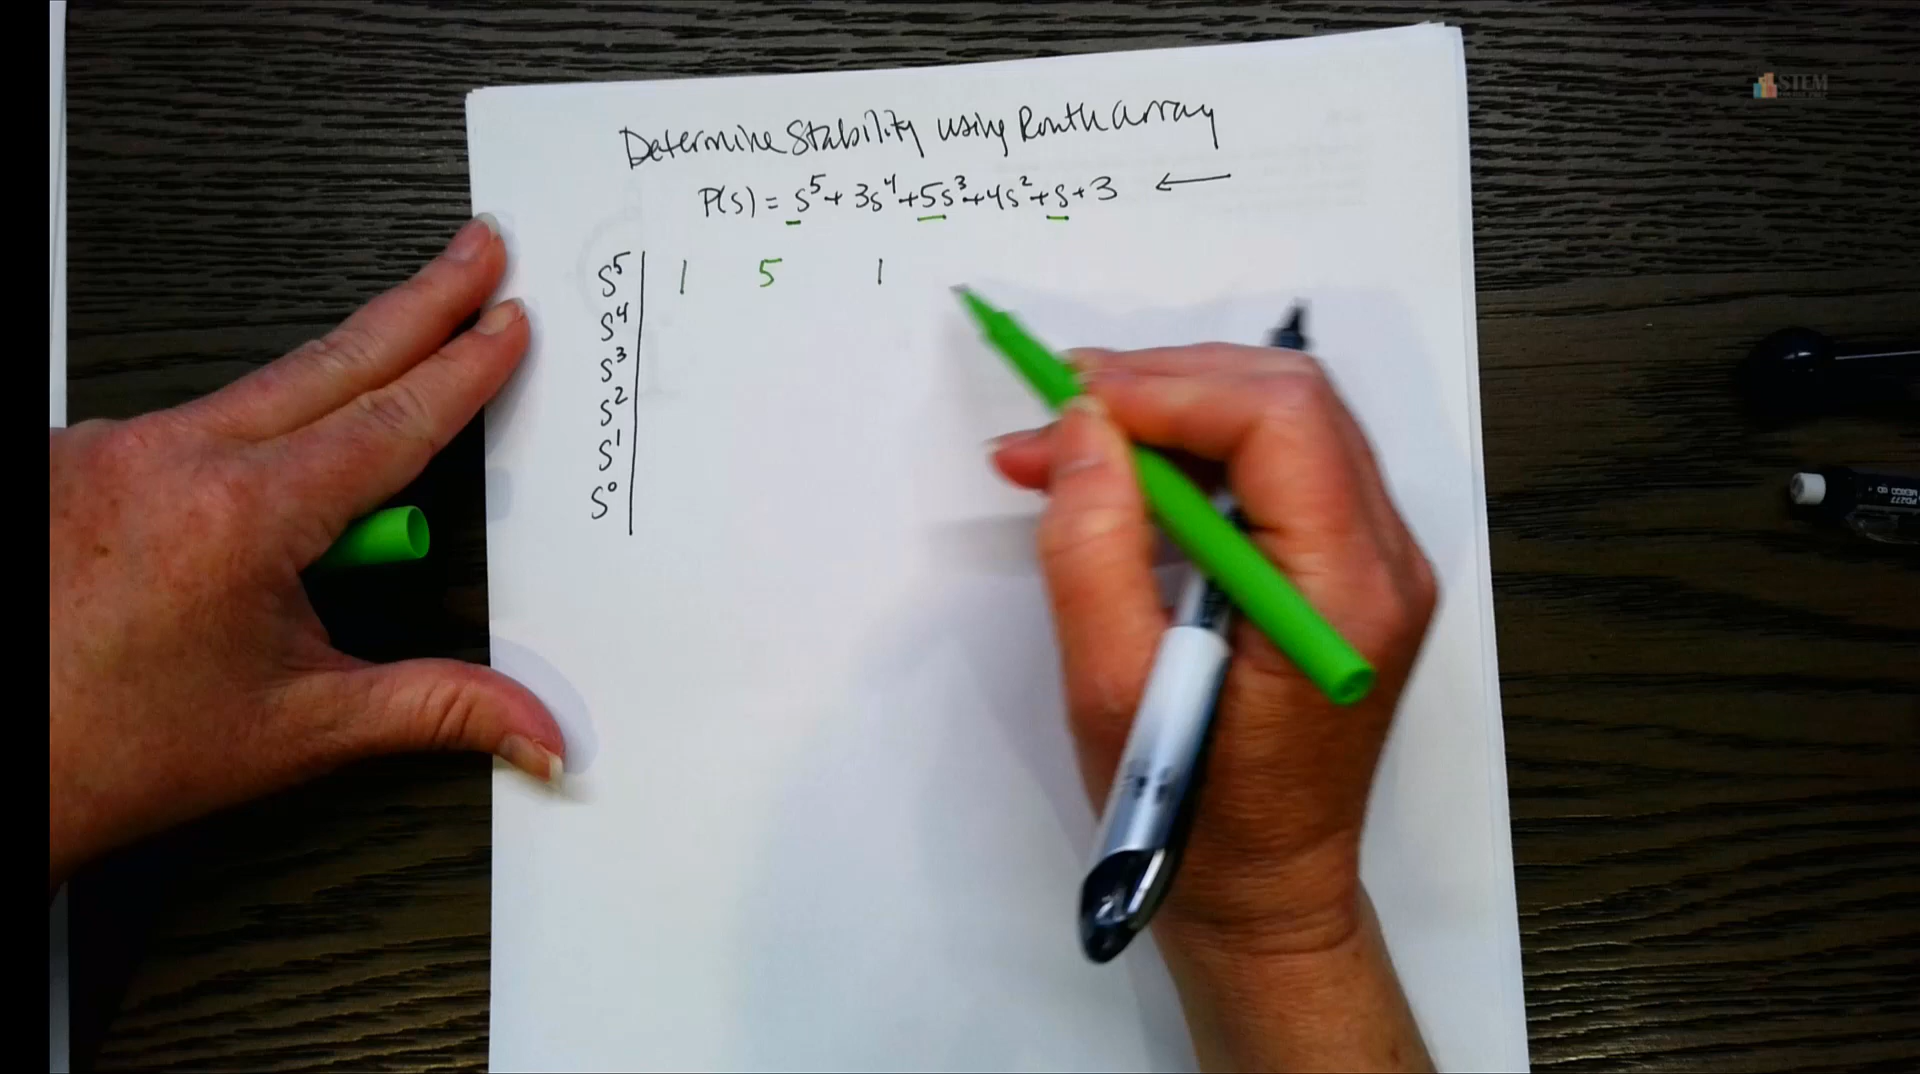 STEM
Determine Stability using Routh array
P(s) = s⁵ + 3s⁴ + 5s³ + 4s² + s + 3 ←
S⁵ | 1 5 1
S⁴
S³
S²
S¹
S⁰